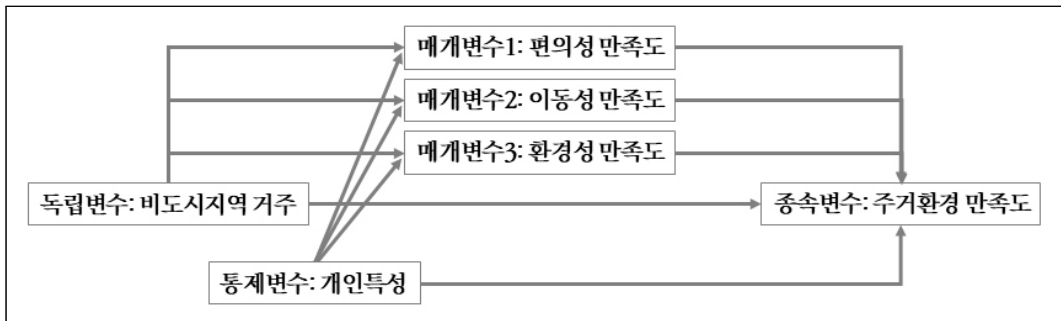 매개변수1: 편의성 만족도
매개변수2: 이동성 만족도
매개변수3: 환경성 만족도
독립변수: 비도시지역 거주
종속변수: 주거환경 만족도
통제변수: 개인특성